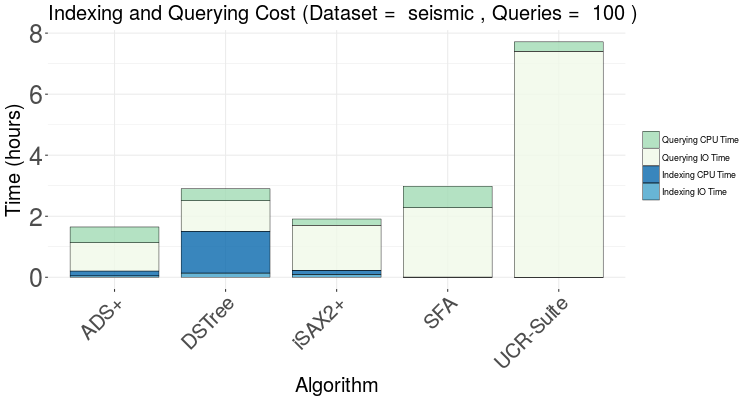 Indexing and Querying Cost (Dataset =  seismic , Queries =  100 )
Time (hours)
8
6
4
2
0
ADS+
DSTree
iSAX2+
SFA
UCR-Suite
Algorithm
Querying CPU Time
Querying IO Time
Indexing CPU Time
Indexing IO Time